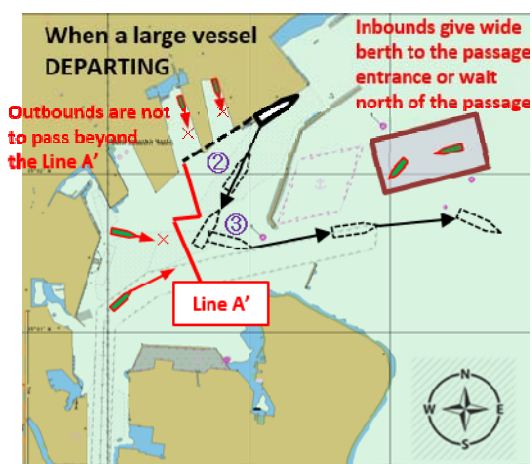 When a large vessel
DEPARTING
Inbounds give wide
berth to the passage
entrance or wait
north of the passage
Outbounds are not
to pass beyond
the Line A'
②
③
Line A'
N
W
E
S